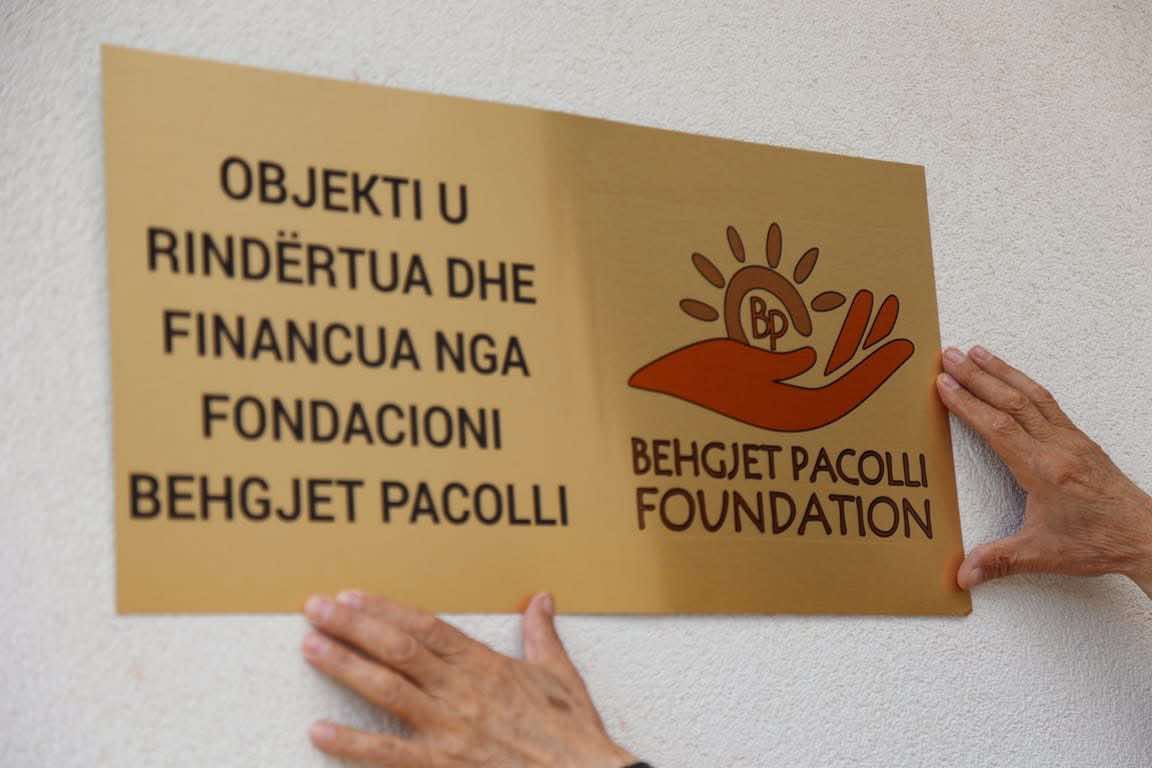 OBJEKTI U
RINDËRTUA DHE
FINANCUA NGA
FONDACIONI
BEHGJET PACOLLI
BP
BEHGJET PACOLLI
FOUNDATION